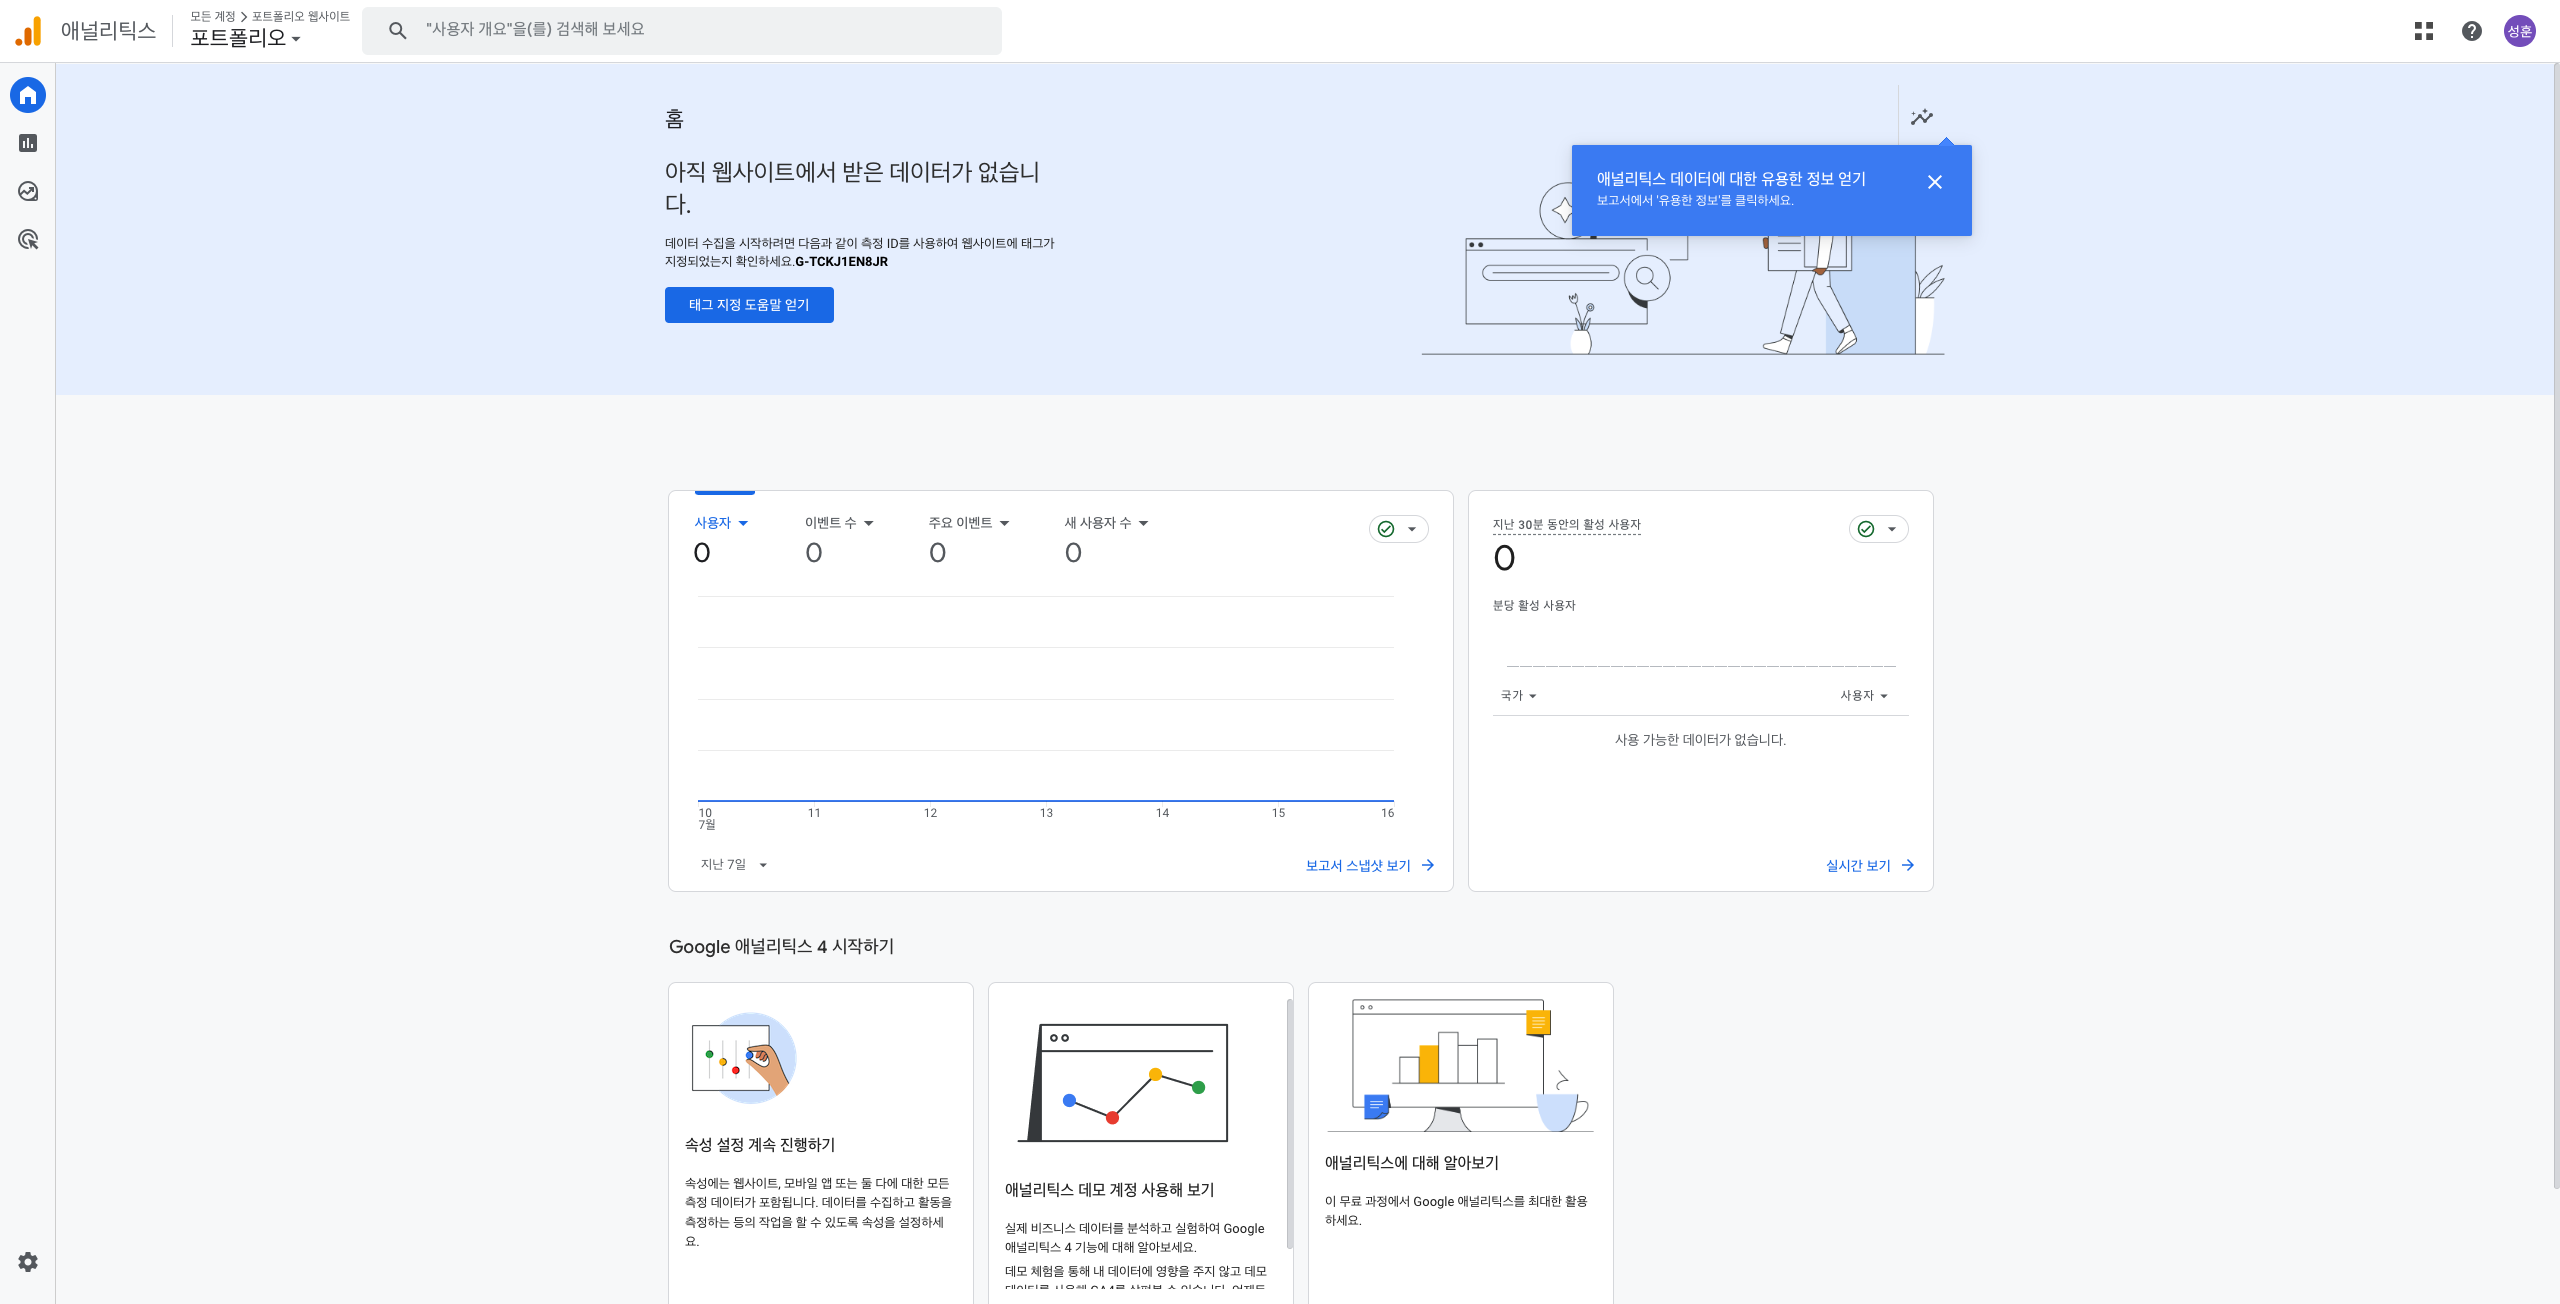 애널리틱스
모든 계정 > 포트폴리오 웹사이트
포트폴리오
"사용자 개요"을(를) 검색해 보세요
성훈
홈
아직 웹사이트에서 받은 데이터가 없습니
다.
데이터 수집을 시작하려면 다음과 같이 측정 ID를 사용하여 웹사이트에 태그가
지정되었는지 확인하세요.G-TCKJ1EN8JR
태그 지정 도움말 얻기
애널리틱스 데이터에 대한 유용한 정보 얻기
보고서에서 '유용한 정보'를 클릭하세요.
사용자 이벤트 수 주요 이벤트 새 사용자 수
0 0 0 0
10 11 12 13 14 15 16
7월
지난 7일
보고서 스냅샷 보기
지난 30분 동안의 활성 사용자
0
분당 활성 사용자
국가 사용자
사용 가능한 데이터가 없습니다.
실시간 보기
Google 애널리틱스 4 시작하기
속성 설정 계속 진행하기
속성에는 웹사이트, 모바일 앱 또는 둘 다에 대한 모든
측정 데이터가 포함됩니다. 데이터를 수집하고 활동을
측정하는 등의 작업을 할 수 있도록 속성을 설정하세
요.
애널리틱스 데모 계정 사용해 보기
실제 비즈니스 데이터를 분석하고 실험하여 Google
애널리틱스 4 기능에 대해 알아보세요.
데모 체험을 통해 내 데이터에 영향을 주지 않고 데모
애널리틱스에 대해 알아보기
이 무료 과정에서 Google 애널리틱스를 최대한 활용
하세요.